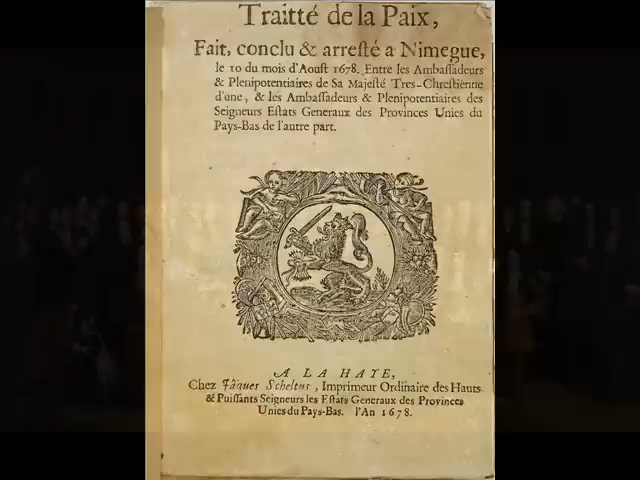 Traitté de la Paix,
Fait, conclu & arreſté a Nimegue,
le 10 du mois d'Aouſt 1678. Entre les Ambaſſadeurs
& Plenipotentiaires de Sa Majeſté Tres-Chreſtienne
d'une, & les Ambaſſadeurs & Plenipotentiaires des
Seigneurs Eſtats Generaux des Provinces Unies du
Pays-Bas de l'autre part.
A LA HAYE,
Chez Jâques Scheltus, Imprimeur Ordinaire des Hauts
& Puiſſants Seigneurs les Eſtats Generaux des Provinces
Unies du Pays-Bas. l'An 1678.